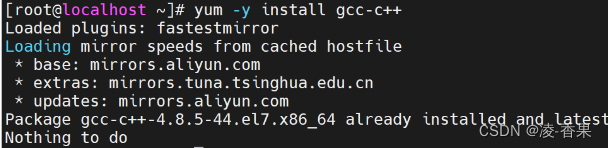 [root@localhost ~]# yum -y install gcc-c++
Loaded plugins: fastestmirror
Loading mirror speeds from cached hostfile
 * base: mirrors.aliyun.com
 * extras: mirrors.tuna.tsinghua.edu.cn
 * updates: mirrors.aliyun.com
Package gcc-c++-4.8.5-44.el7.x86_64 already installed and latest
Nothing to do
CSDN @凌-香果